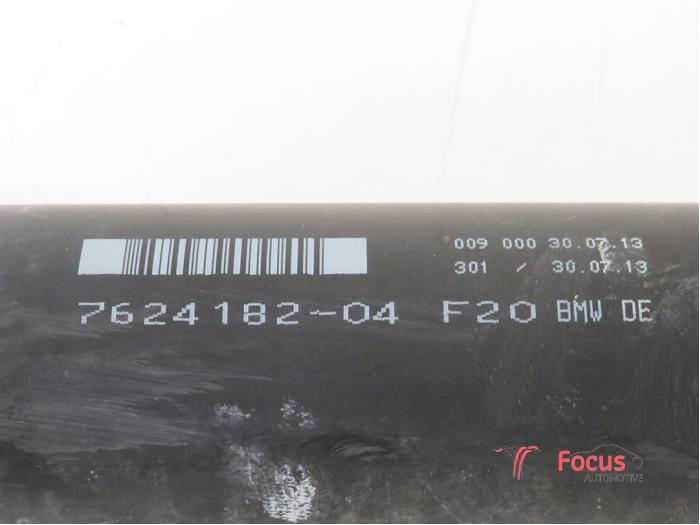 009 000 30.07.13
301 / 30.07.13
7624182-04 F20 BMW DE
Focus
AUTOMOTIVE